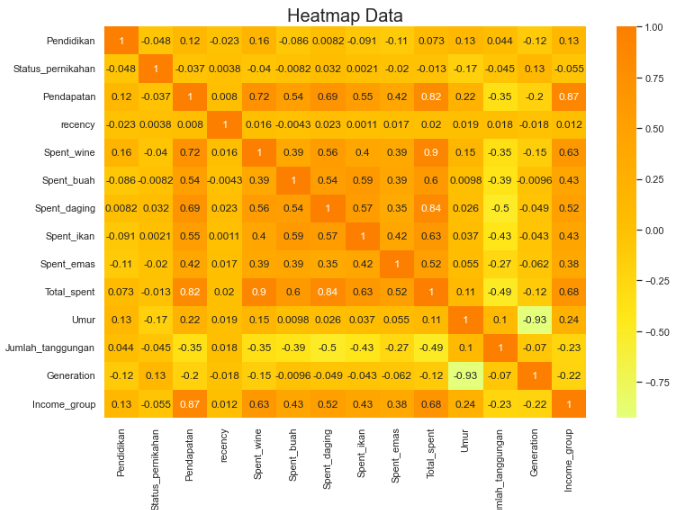 Heatmap Data
Pendidikan 1 -0.048 0.12 -0.023 0.16 -0.086 0.0082 -0.091 -0.11 0.073 0.13 0.044 -0.12 0.13
Status_pernikahan -0.048 1 -0.037 0.0038 -0.04 -0.0082 0.032 0.0021 -0.02 -0.013 -0.17 -0.045 0.13 -0.055
Pendapatan 0.12 -0.037 1 0.008 0.72 0.54 0.69 0.55 0.42 0.82 0.22 -0.35 -0.2 0.87
recency -0.023 0.0038 0.008 1 0.016 -0.0043 0.023 0.0011 0.017 0.02 0.019 0.018 -0.018 0.012
Spent_wine 0.16 -0.04 0.72 0.016 1 0.39 0.56 0.4 0.39 0.9 0.15 -0.35 -0.15 0.63
Spent_buah -0.086 -0.0082 0.54 -0.0043 0.39 1 0.54 0.59 0.39 0.6 0.0098 -0.39 -0.0096 0.43
Spent_daging 0.0082 0.032 0.69 0.023 0.56 0.54 1 0.57 0.35 0.84 0.026 -0.5 -0.049 0.52
Spent_ikan -0.091 0.0021 0.55 0.0011 0.4 0.59 0.57 1 0.42 0.63 0.037 -0.43 -0.043 0.43
Spent_emas -0.11 -0.02 0.42 0.017 0.39 0.39 0.35 0.42 1 0.52 0.055 -0.27 -0.062 0.38
Total_spent 0.073 -0.013 0.82 0.02 0.9 0.6 0.84 0.63 0.52 1 0.11 -0.49 -0.12 0.68
Umur 0.13 -0.17 0.22 0.019 0.15 0.0098 0.026 0.037 0.055 0.11 1 0.1 -0.93 0.24
Jumlah_tanggungan 0.044 -0.045 -0.35 0.018 -0.35 -0.39 -0.5 -0.43 -0.27 -0.49 0.1 1 -0.07 -0.23
Generation -0.12 0.13 -0.2 -0.018 -0.15 -0.0096 -0.049 -0.043 -0.062 -0.12 -0.93 -0.07 1 -0.22
Income_group 0.13 -0.055 0.87 0.012 0.63 0.43 0.52 0.43 0.38 0.68 0.24 -0.23 -0.22 1
Pendidikan
Status_pernikahan
Pendapatan
recency
Spent_wine
Spent_buah
Spent_daging
Spent_ikan
Spent_emas
Total_spent
Umur
mlah_tanggungan
Generation
Income_group
1.00
0.75
0.50
0.25
0.00
-0.25
-0.50
-0.75